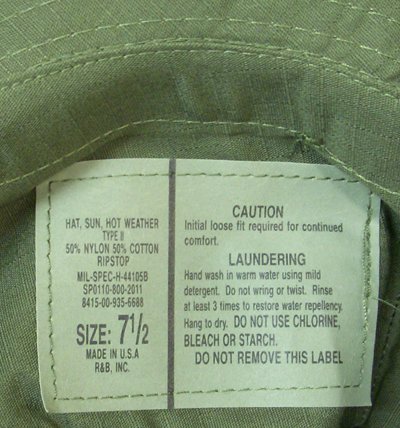 HAT, SUN, HOT WEATHER
TYPE II
50% NYLON 50% COTTON
RIPSTOP
MIL-SPEC-H-44105B
SP0110-800-2011
8415-00-935-6688
SIZE: 7 1/2
MADE IN U.S.A
R&B, INC.
CAUTION
Initial loose fit required for continued
comfort.
LAUNDERING
Hand wash in warm water using mild
detergent. Do not wring or twist. Rinse
at least 3 times to restore water repellency.
Hang to dry. DO NOT USE CHLORINE,
BLEACH OR STARCH.
DO NOT REMOVE THIS LABEL